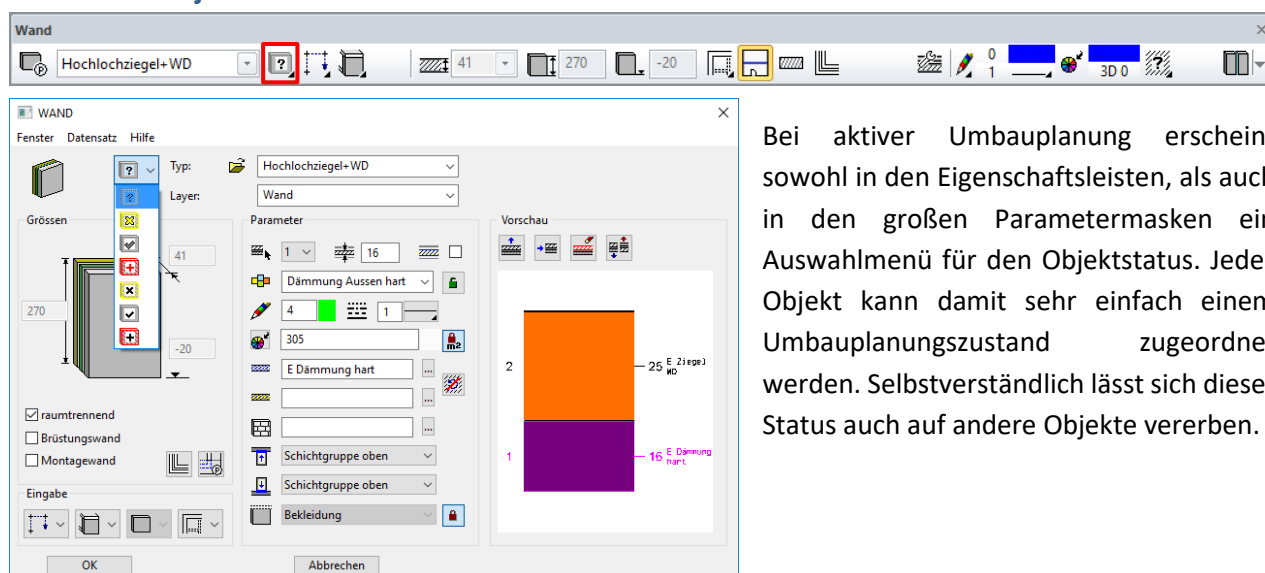 Wand
Hochlochziegel+WD
41
270
-20
0
1
3D 0
WAND
Fenster Datensatz Hilfe
Typ: Hochlochziegel+WD
Layer: Wand
Grössen
41
270
-20
raumtrennend
Brüstungswand
Montagewand
Eingabe
OK
Parameter
1 16
Dämmung Aussen hart
4 1
305
m2
E Dämmung hart
...
...
...
Schichtgruppe oben
Schichtgruppe oben
Bekleidung
Abbrechen
Vorschau
2 25 E Ziegel
WD
1 16 E Dämmung
hart
Bei aktiver Umbauplanung erschein
sowohl in den Eigenschaftsleisten, als auch
in den großen Parametermasken ein
Auswahlmenü für den Objektstatus. Jede
Objekt kann damit sehr einfach einem
Umbauplanungszustand zugeordne
werden. Selbstverständlich lässt sich diese
Status auch auf andere Objekte vererben.